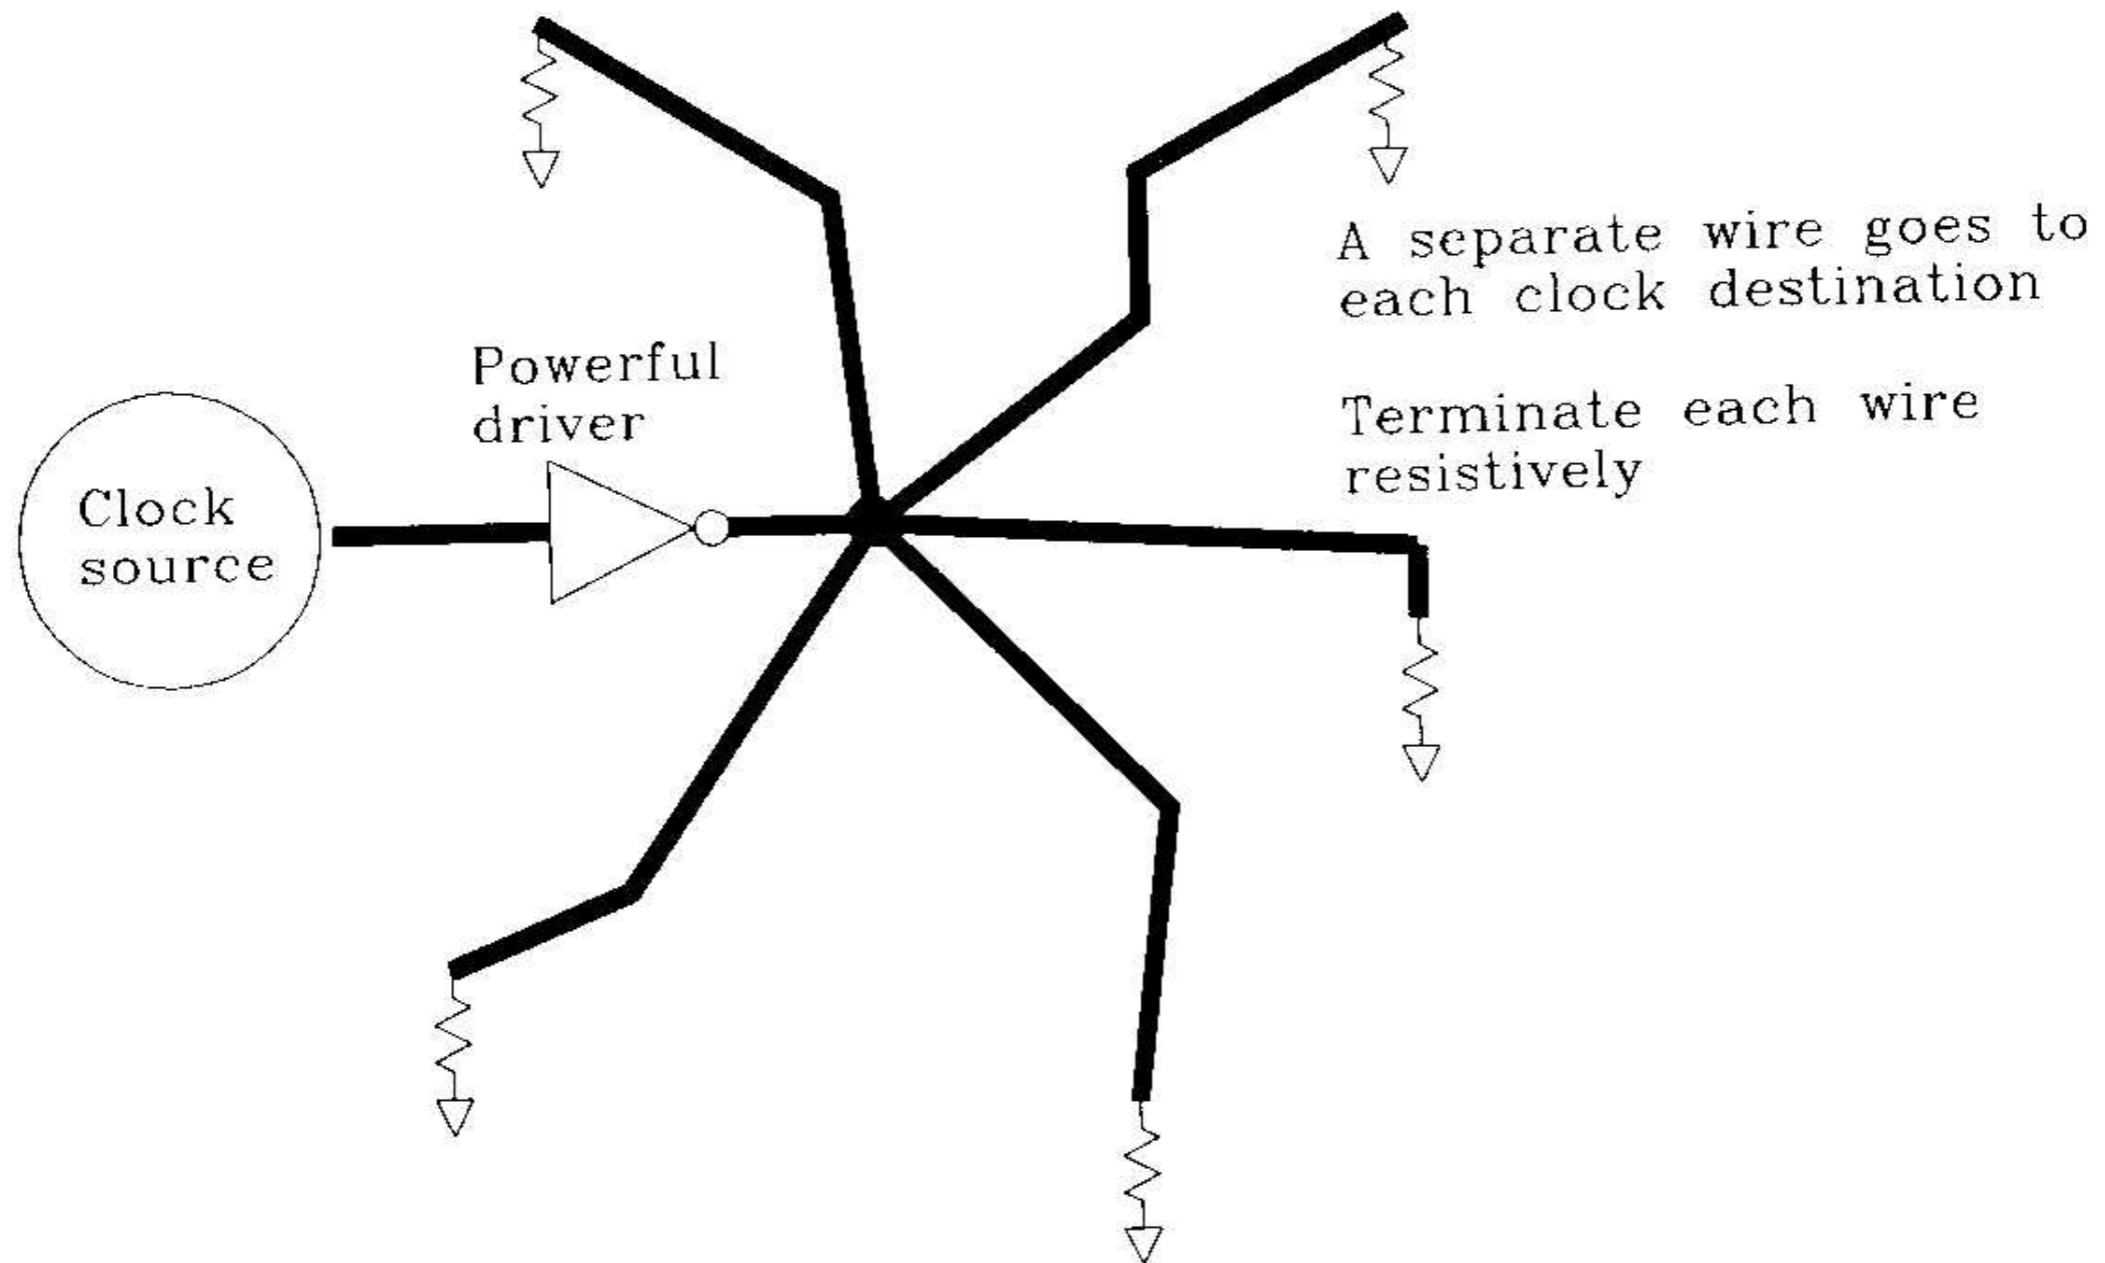 Clock
source
Powerful
driver
A separate wire goes to
each clock destination
Terminate each wire
resistively